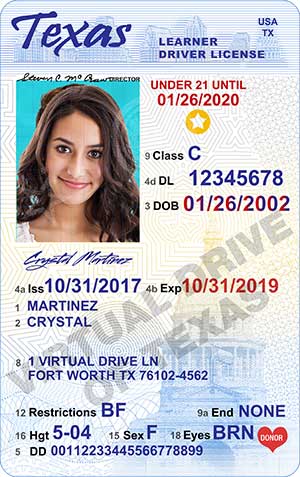 Texas
USA
TX
LEARNER
DRIVER LICENSE
DIRECTOR
UNDER 21 UNTIL
01/26/2020
9 Class C
4d DL 12345678
3 DOB 01/26/2002
Crystal Martinez
4a Iss 10/31/2017 4b Exp 10/31/2019
1 MARTINEZ
2 CRYSTAL
VIRTUAL DRIVE
OF TEXAS
8 1 VIRTUAL DRIVE LN
FORT WORTH TX 76102-4562
12 Restrictions BF 9a End NONE
16 Hgt 5-04 15 Sex F 18 Eyes BRN DONOR
5 DD 00112233445566778899